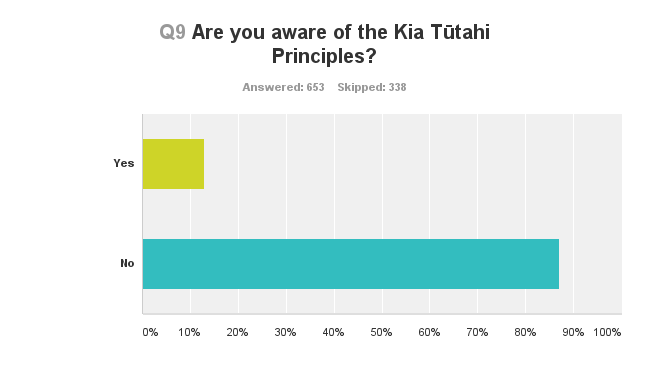 Q9 Are you aware of the Kia Tūtahi
Principles?
Answered: 653 Skipped: 338
Yes
No
0% 10% 20% 30% 40% 50% 60% 70% 80% 90% 100%